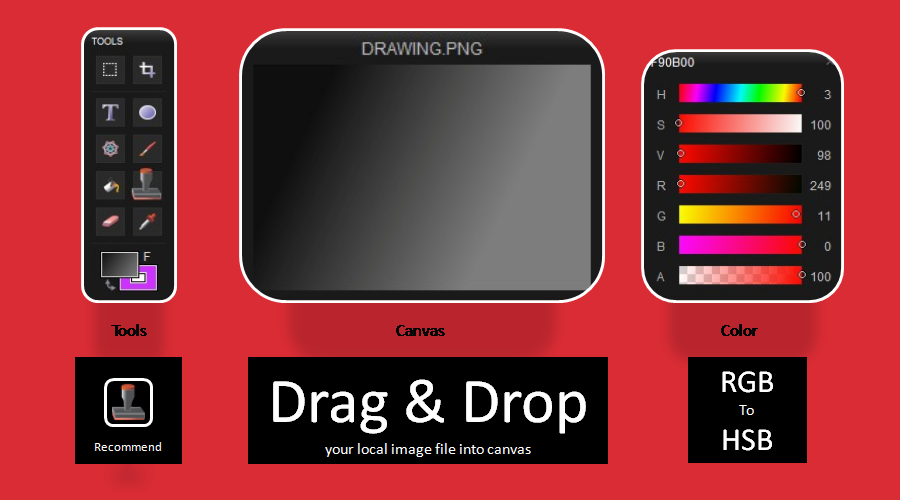 TOOLS
T
F
Tools
Recommend
DRAWING.PNG
Canvas
Drag & Drop
your local image file into canvas
F90B00
H 3
S 100
V 98
R 249
G 11
B 0
A 100
Color
RGB
To
HSB